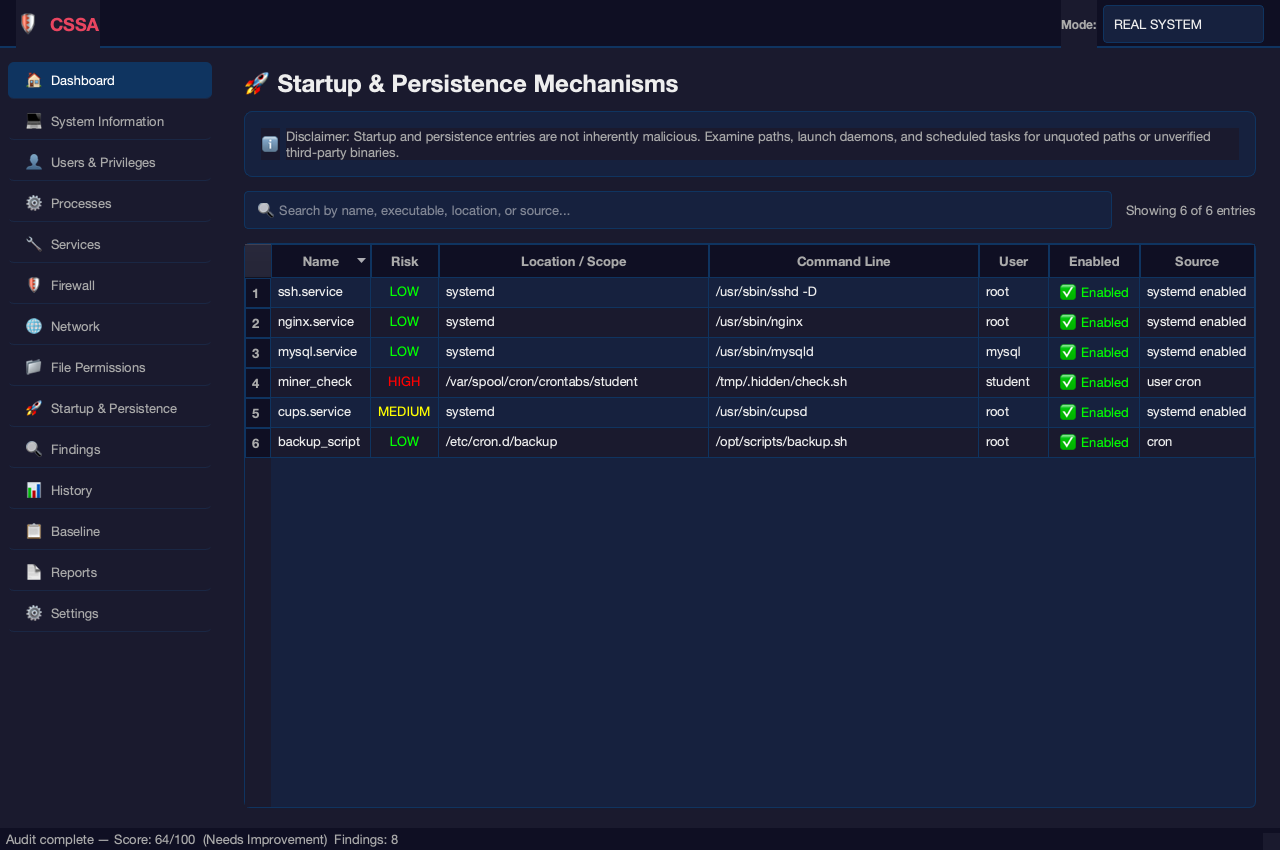 CSSA
Mode:
REAL SYSTEM
Dashboard
System Information
Users & Privileges
Processes
Services
Firewall
Network
File Permissions
Startup & Persistence
Findings
History
Baseline
Reports
Settings
Startup & Persistence Mechanisms
Disclaimer: Startup and persistence entries are not inherently malicious. Examine paths, launch daemons, and scheduled tasks for unquoted paths or unverified
third-party binaries.
Search by name, executable, location, or source...
Showing 6 of 6 entries
Name Risk Location / Scope Command Line User Enabled Source
1 ssh.service LOW systemd /usr/sbin/sshd -D root ✅ Enabled systemd enabled
2 nginx.service LOW systemd /usr/sbin/nginx root ✅ Enabled systemd enabled
3 mysql.service LOW systemd /usr/sbin/mysqld mysql ✅ Enabled systemd enabled
4 miner_check HIGH /var/spool/cron/crontabs/student /tmp/.hidden/check.sh student ✅ Enabled user cron
5 cups.service MEDIUM systemd /usr/sbin/cupsd root ✅ Enabled systemd enabled
6 backup_script LOW /etc/cron.d/backup /opt/scripts/backup.sh root ✅ Enabled cron
Audit complete — Score: 64/100 (Needs Improvement) Findings: 8